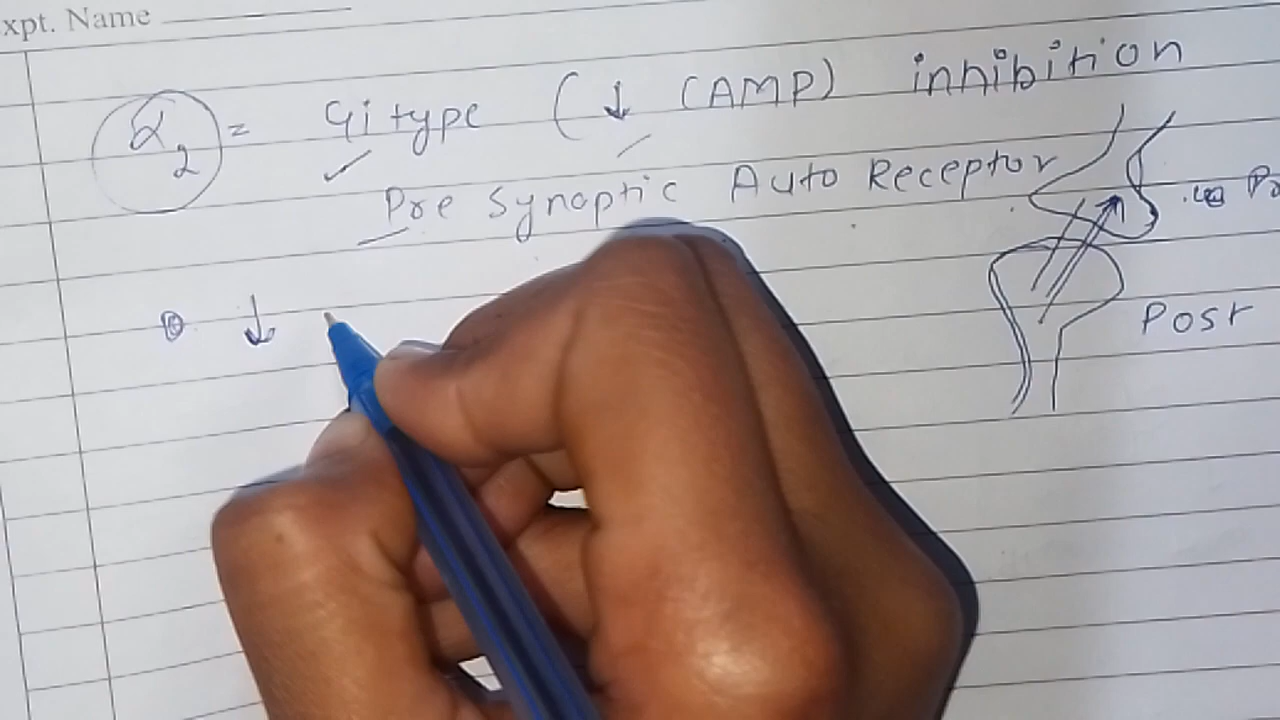 xpt. Name
α2 = Gi type (↓ CAMP) inhibition
Pre Synaptic Auto Receptor
↓
Post